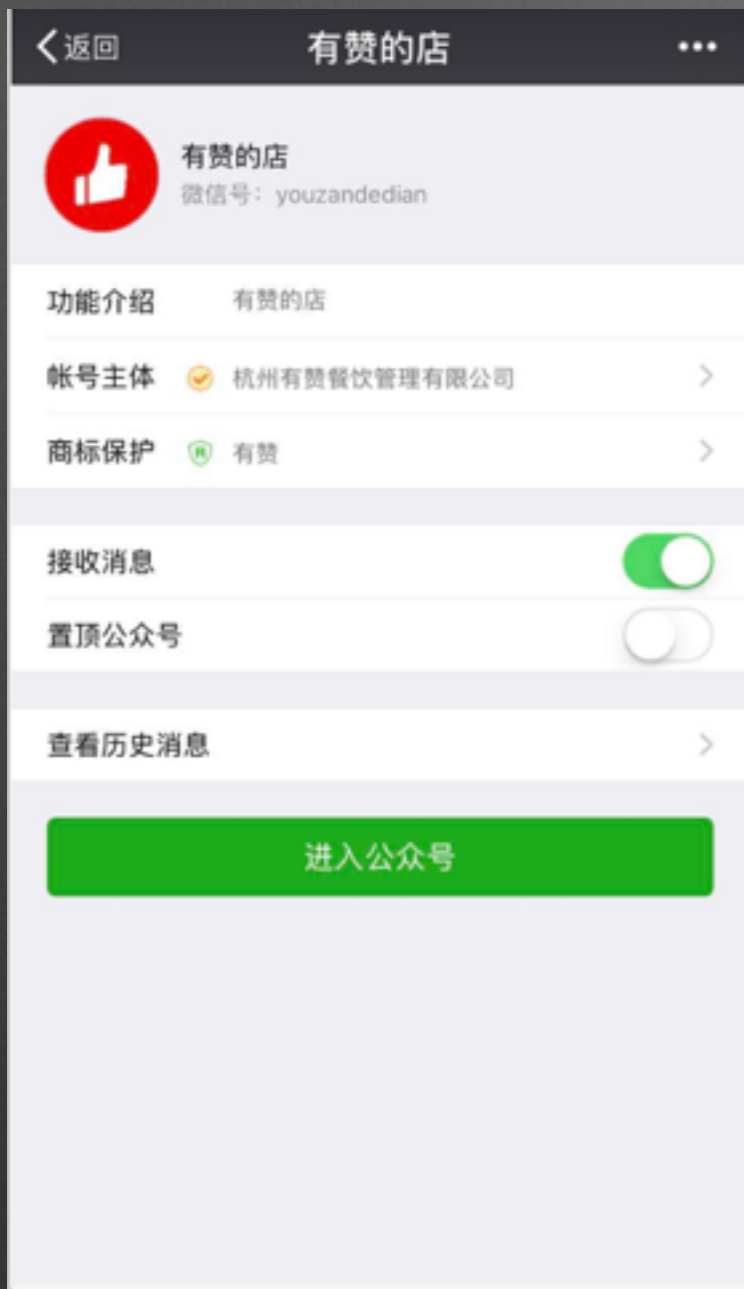 返回 有赞的店
有赞的店
微信号：youzandedian
功能介绍 有赞的店
帐号主体 杭州有赞餐饮管理有限公司
商标保护 有赞
接收消息
置顶公众号
查看历史消息
进入公众号